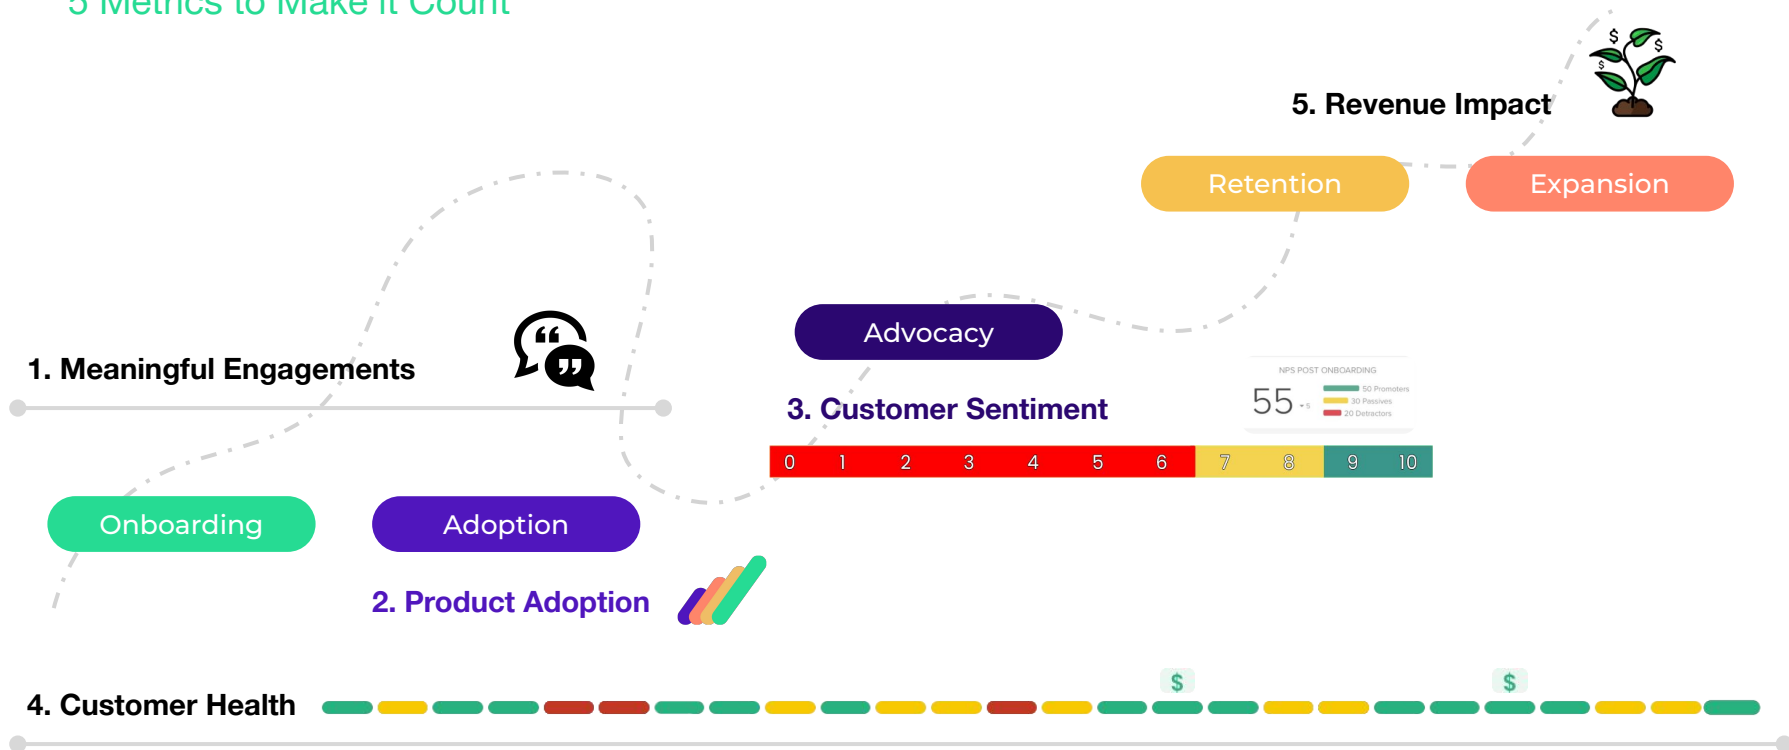 5 Metrics to Make it Count
$
$
$
5. Revenue Impact
Retention
Expansion
Advocacy
1. Meaningful Engagements
NPS POST ONBOARDING
55
5
50 Promoters
30 Passives
20 Detractors
3. Customer Sentiment
0 1 2 3 4 5 6 7 8 9 10
Onboarding
Adoption
2. Product Adoption
$
$
4. Customer Health